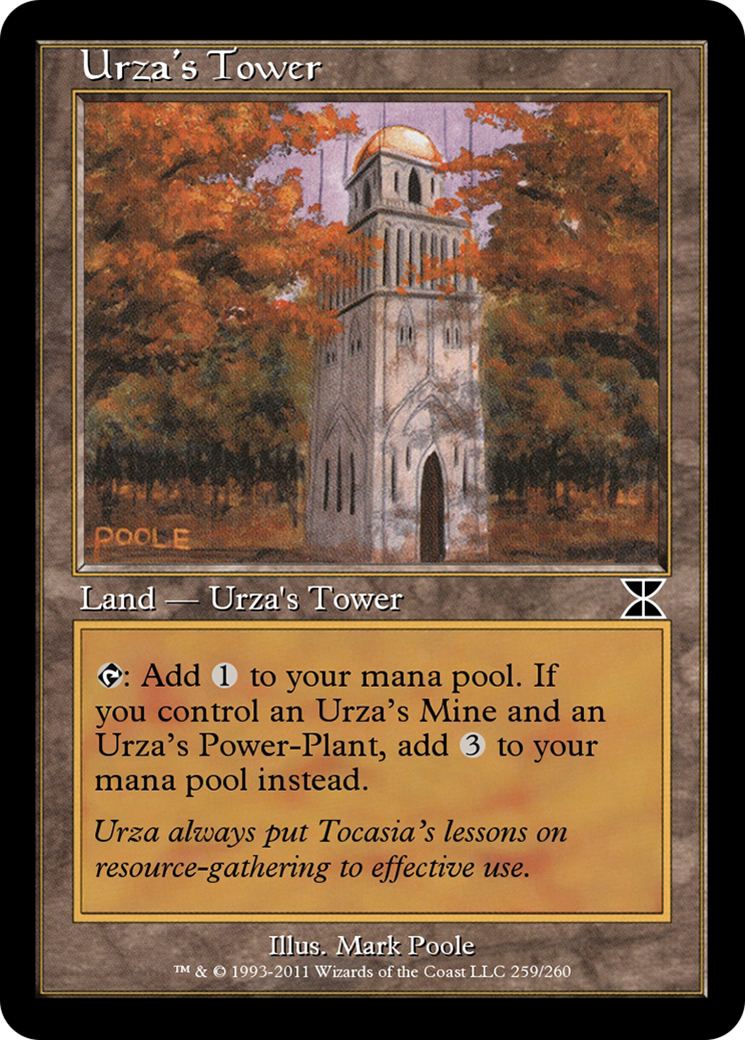 Urza's Tower
POOLE
Land — Urza's Tower
: Add 1 to your mana pool. If
you control an Urza's Mine and an
Urza's Power-Plant, add 3 to your
mana pool instead.
Urza always put Tocasia's lessons on
resource-gathering to effective use.
Illus. Mark Poole
™ & © 1993-2011 Wizards of the Coast LLC 259/260